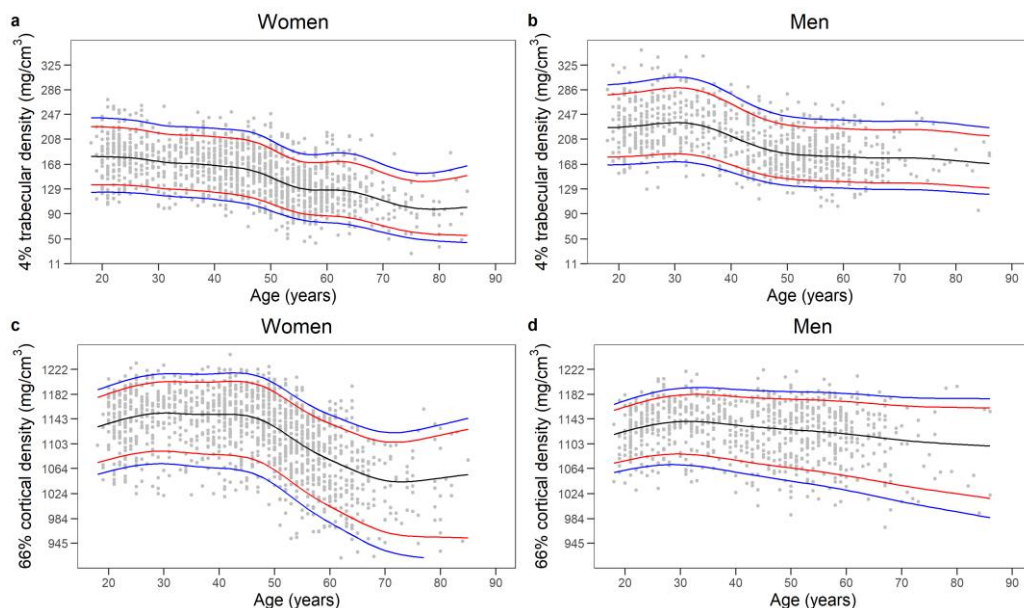 a Women
4% trabecular density (mg/cm³)
325
286
247
208
168
129
90
50
11
20 30 40 50 60 70 80 90
Age (years)
b Men
4% trabecular density (mg/cm³)
325
286
247
208
168
129
90
50
11
20 30 40 50 60 70 80 90
Age (years)
c Women
66% cortical density (mg/cm³)
1222
1182
1143
1103
1064
1024
984
945
20 30 40 50 60 70 80 90
Age (years)
d Men
66% cortical density (mg/cm³)
1222
1182
1143
1103
1064
1024
984
945
20 30 40 50 60 70 80 90
Age (years)